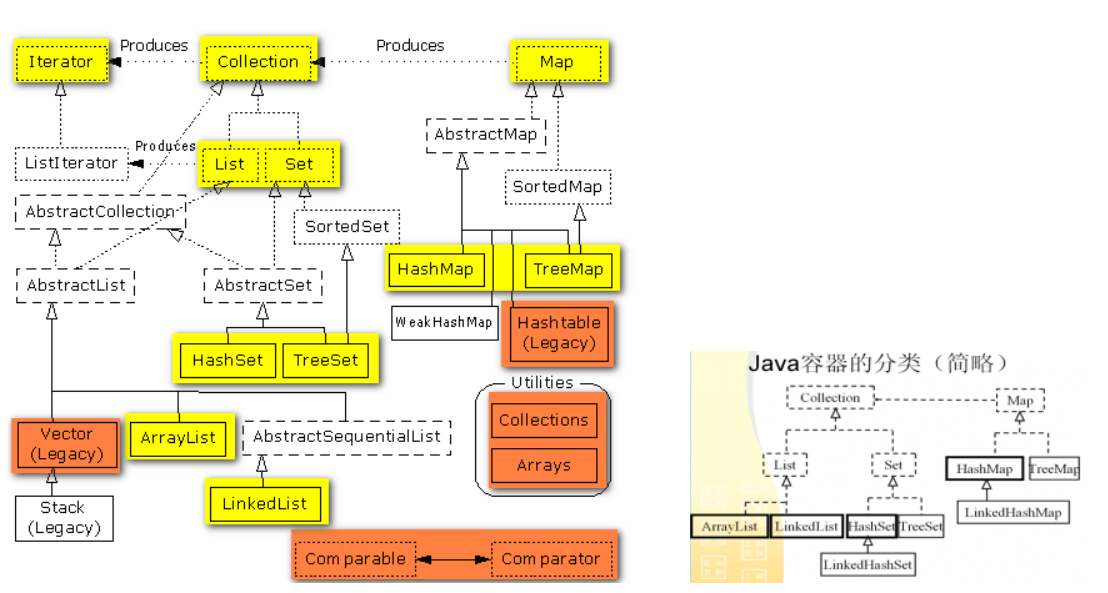 Produces
Produces
Iterator
Collection
Map
AbstractMap
Produces
ListIterator
List
Set
SortedMap
AbstractCollection
SortedSet
HashMap
TreeMap
AbstractList
AbstractSet
WeakHashMap
Hashtable
(Legacy)
HashSet
TreeSet
Utilities
Collections
Vector
(Legacy)
ArrayList
AbstractSequentialList
Arrays
LinkedList
Stack
(Legacy)
Comparable
Comparator
Java容器的分类（简略）
Collection
Map
List
Set
HashMap
TreeMap
LinkedHashMap
ArrayList
LinkedList
HashSet
TreeSet
LinkedHashSet